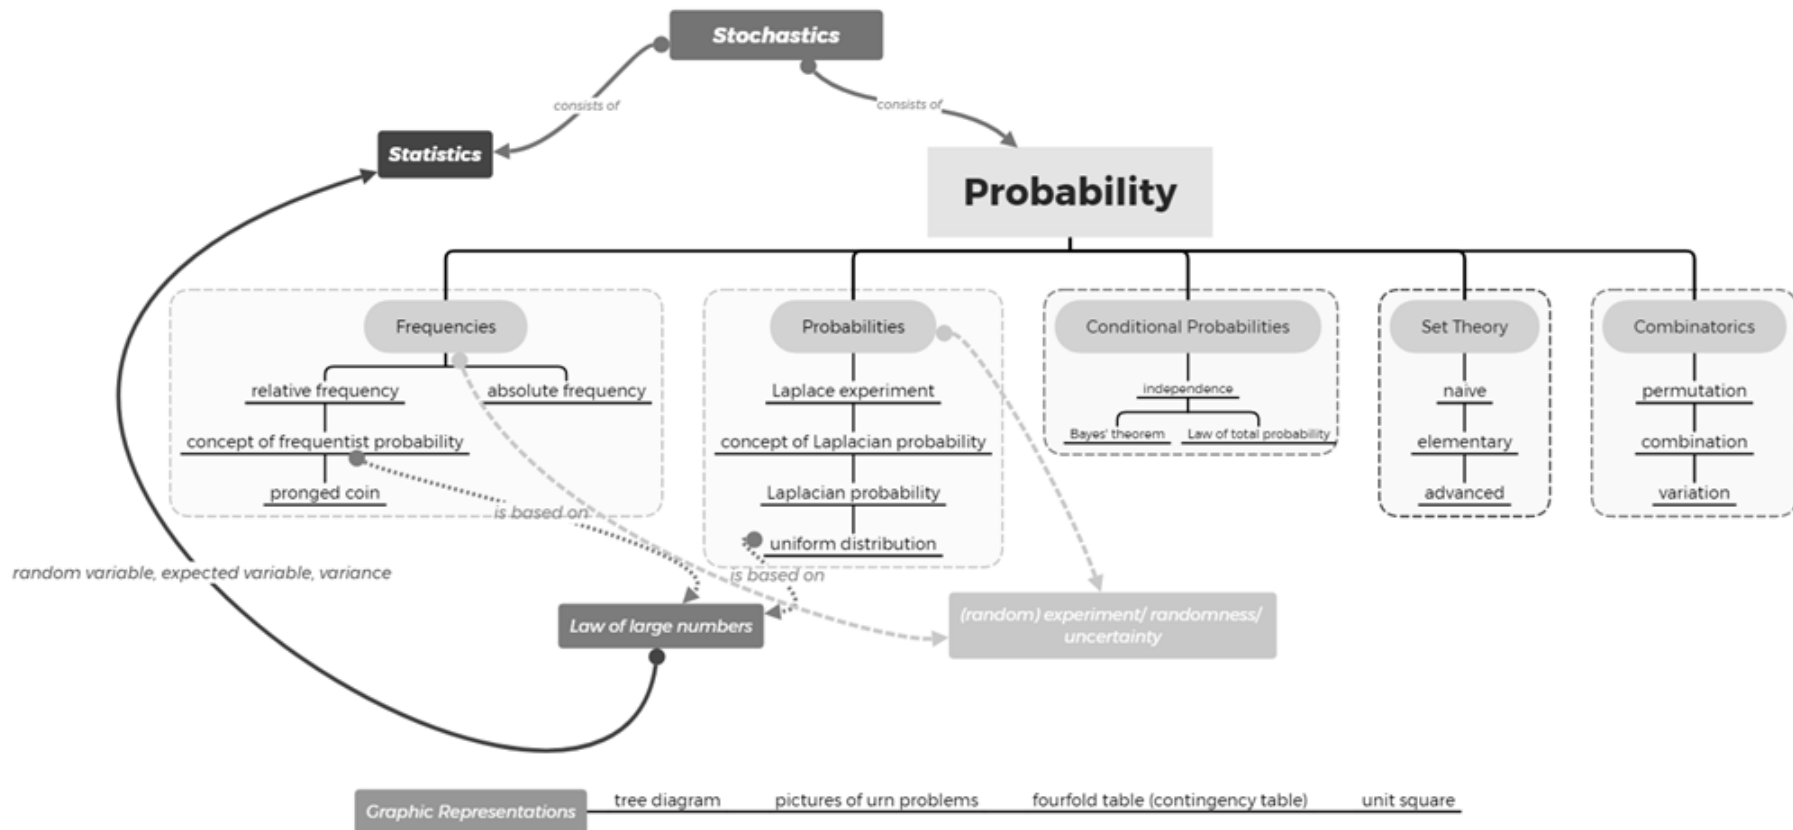 Stochastics
consists of
consists of
Statistics
Probability
Frequencies
Probabilities
Conditional Probabilities
Set Theory
Combinatorics
relative frequency
absolute frequency
Laplace experiment
independence
naive
permutation
concept of frequentist probability
concept of Laplacian probability
Bayes' theorem
Law of total probability
elementary
combination
pronged coin
Laplacian probability
advanced
variation
is based on
uniform distribution
random variable, expected variable, variance
is based on
Law of large numbers
(random) experiment/ randomness/
uncertainty
Graphic Representations
tree diagram
pictures of urn problems
fourfold table (contingency table)
unit square